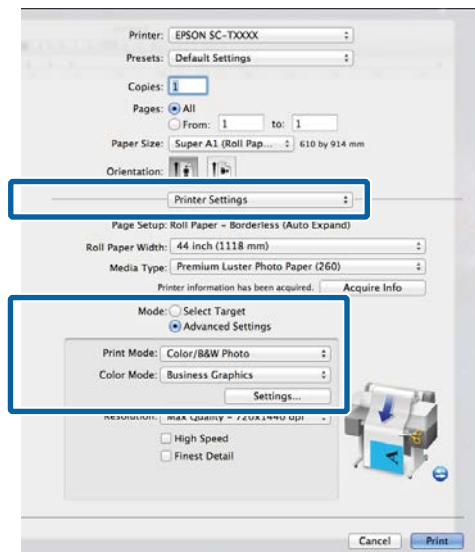 Printer: EPSON SC-TXXXX
Presets: Default Settings
Copies: 1
Pages: All
From: 1 to: 1
Paper Size: Super A1 (Roll Pap... 610 by 914 mm
Orientation:
Printer Settings
Page Setup: Roll Paper - Borderless (Auto Expand)
Roll Paper Width: 44 inch (1118 mm)
Media Type: Premium Luster Photo Paper (260)
Printer information has been acquired. Acquire Info
Mode: Select Target
Advanced Settings
Print Mode: Color/B&W Photo
Color Mode: Business Graphics
Settings...
Resolution: Max Quality - 720x1440 dpi
High Speed
Finest Detail
A
Cancel Print